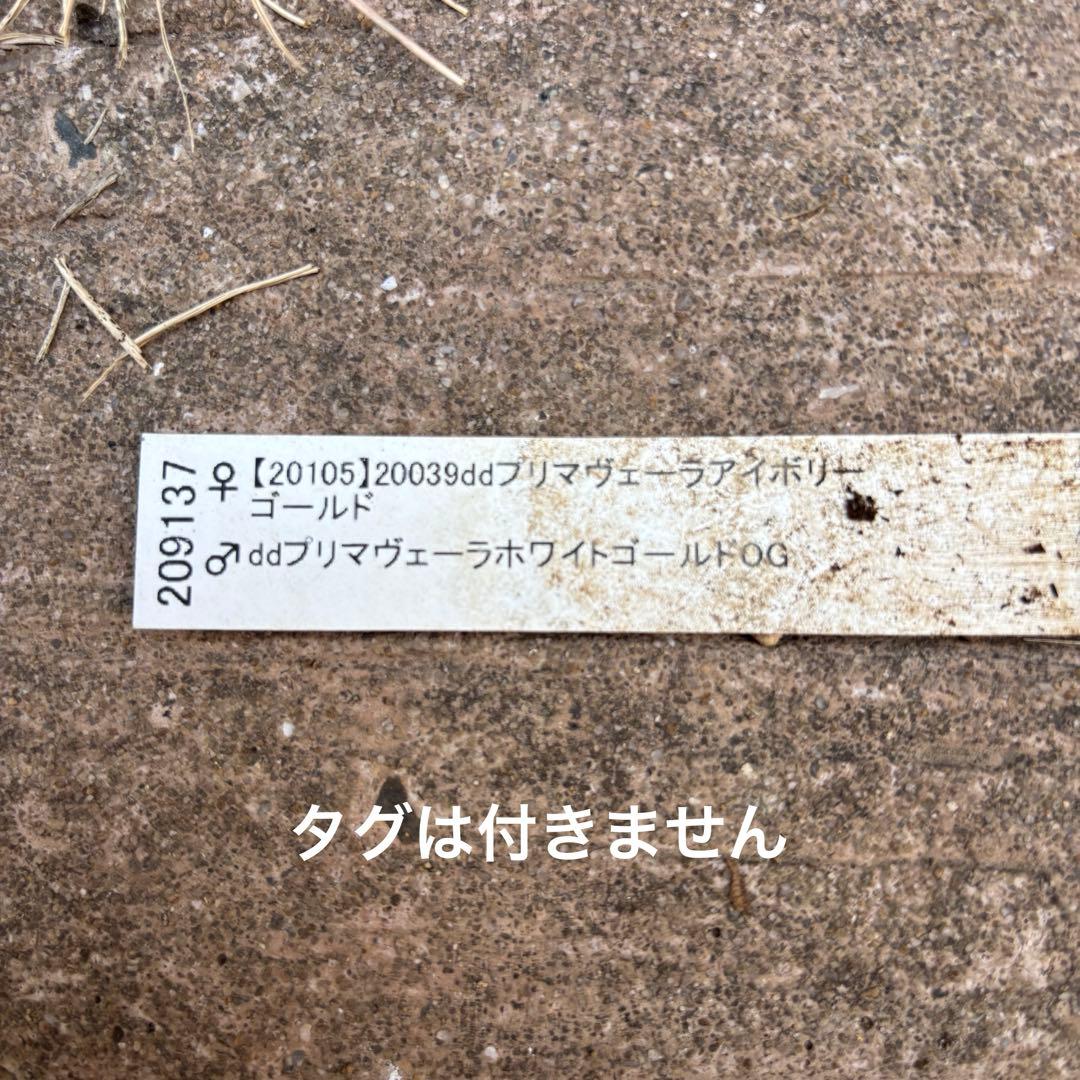 209137
♀【20105】20039ddプリマヴェーラアイボリー
ゴールド
♂ddプリマヴェーラホワイトゴールドOG
タグは付きません